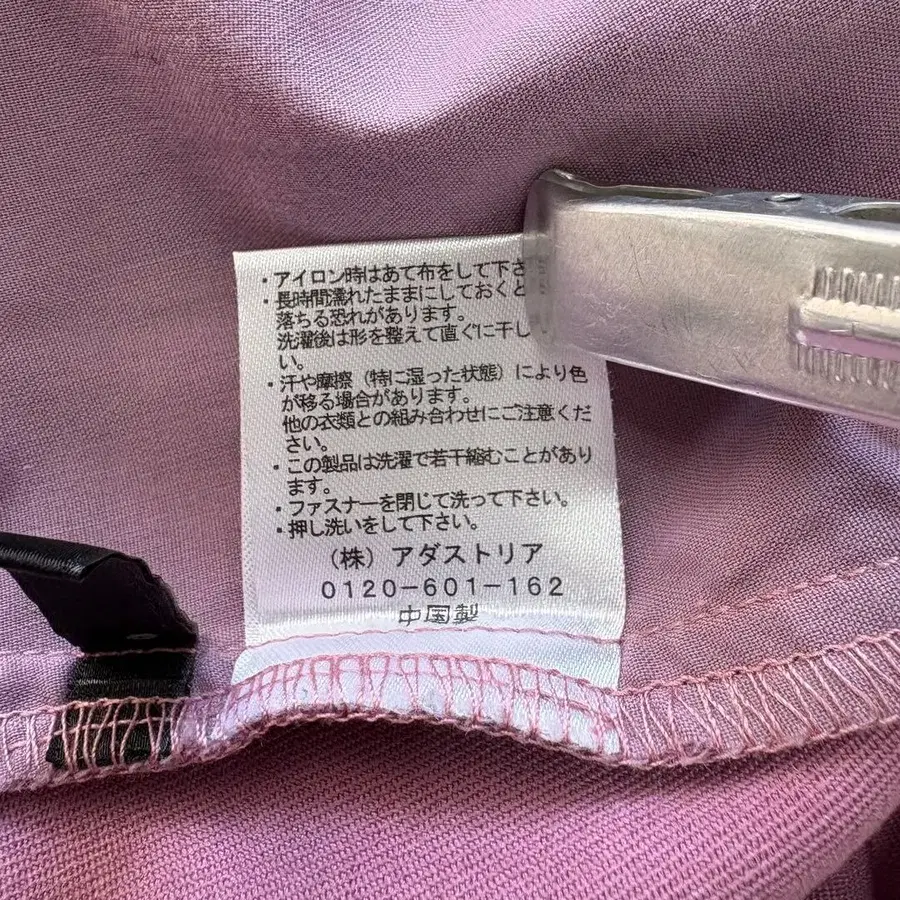 ・アイロン時はあて布をして下さ
・長時間濡れたままにしておくと
落ちる恐れがあります。
洗濯後は形を整えて直ぐに干し
い。
・汗や摩擦（特に湿った状態）により色
が移る場合があります。
他の衣類との組み合わせにご注意くだ
さい。
・この製品は洗濯で若干縮むことがあり
ます。
・ファスナーを閉じて洗って下さい。
・押し洗いをして下さい。
（株）アダストリア
0120-601-162
中国製